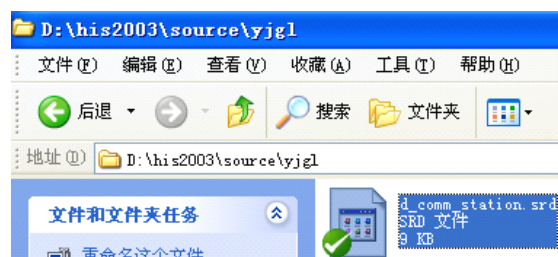 D:\his2003\source\yjgl
文件(F) 编辑(E) 查看(V) 收藏(A) 工具(T) 帮助(H)
后退 搜索 文件夹
地址(D) D:\his2003\source\yjgl
文件和文件夹任务
重命名这个文件
d_comm_station.srd
SRD 文件
9 KB